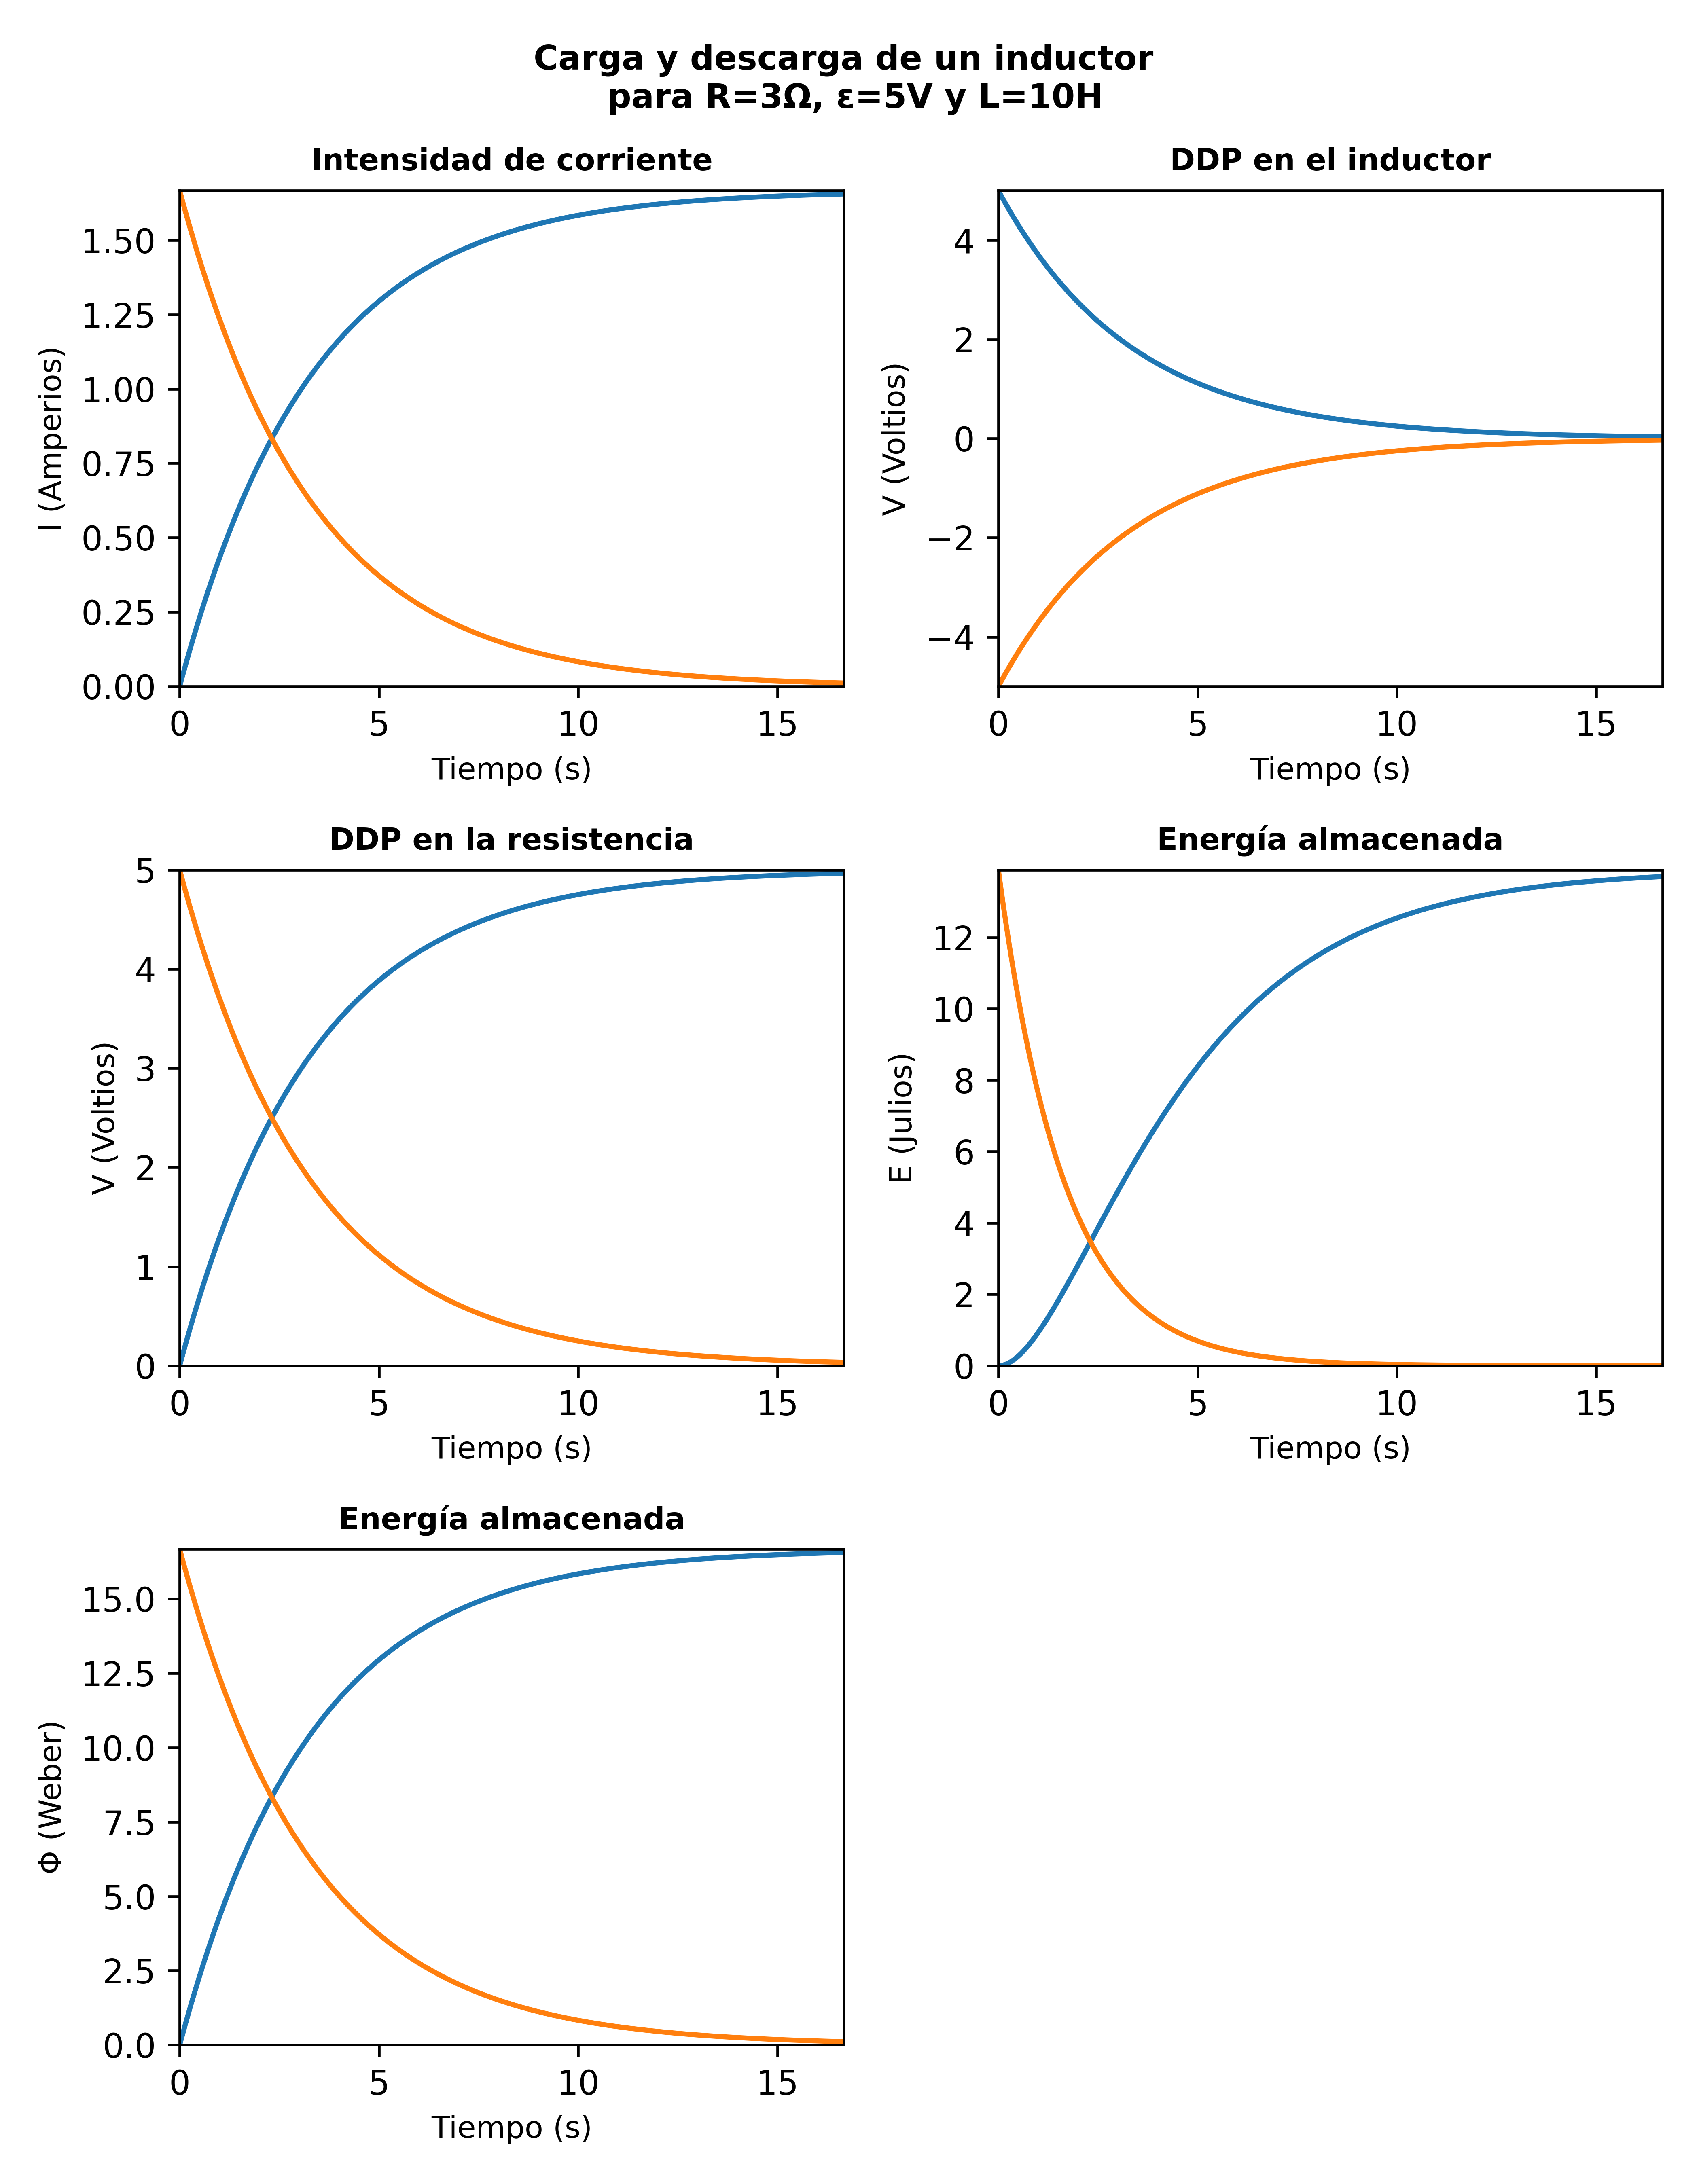 Carga y descarga de un inductor
para R=3Ω, ε=5V y L=10H
Intensidad de corriente
I (Amperios)
1.50
1.25
1.00
0.75
0.50
0.25
0.00
0 5 10 15
Tiempo (s)
DDP en el inductor
V (Voltios)
4
2
0
−2
−4
0 5 10 15
Tiempo (s)
DDP en la resistencia
V (Voltios)
5
4
3
2
1
0
0 5 10 15
Tiempo (s)
Energía almacenada
E (Julios)
12
10
8
6
4
2
0
0 5 10 15
Tiempo (s)
Energía almacenada
Φ (Weber)
15.0
12.5
10.0
7.5
5.0
2.5
0.0
0 5 10 15
Tiempo (s)